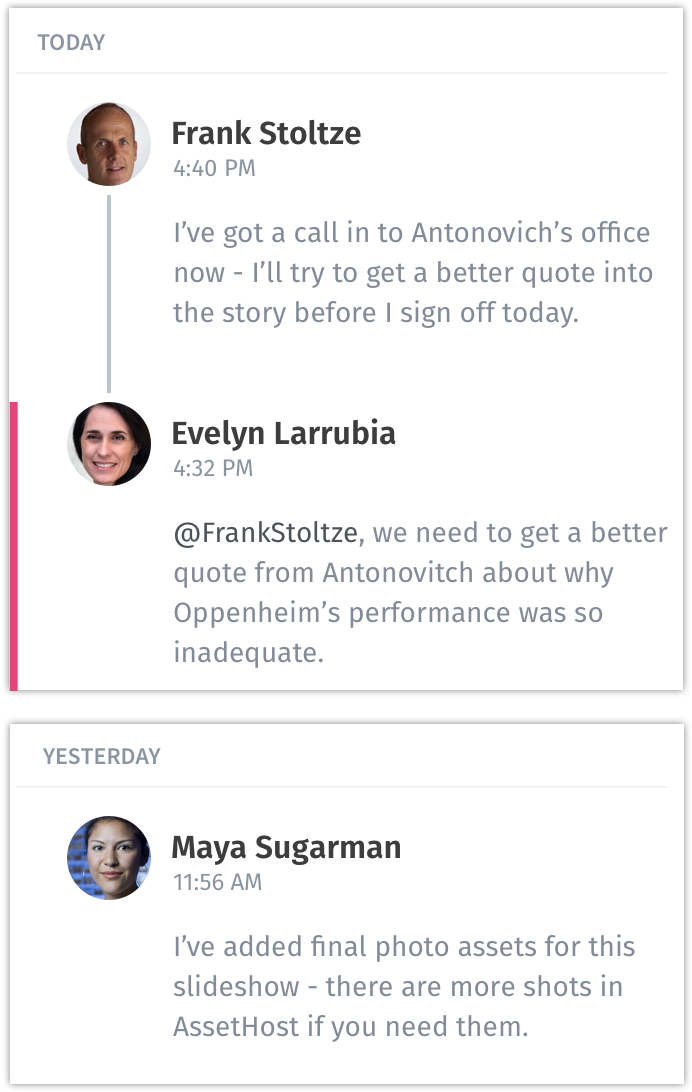 TODAY
Frank Stoltze
4:40 PM
I’ve got a call in to Antonovich’s office
now - I’ll try to get a better quote into
the story before I sign off today.
Evelyn Larrubia
4:32 PM
@FrankStoltze, we need to get a better
quote from Antonovitch about why
Oppenheim’s performance was so
inadequate.
YESTERDAY
Maya Sugarman
11:56 AM
I’ve added final photo assets for this
slideshow - there are more shots in
AssetHost if you need them.